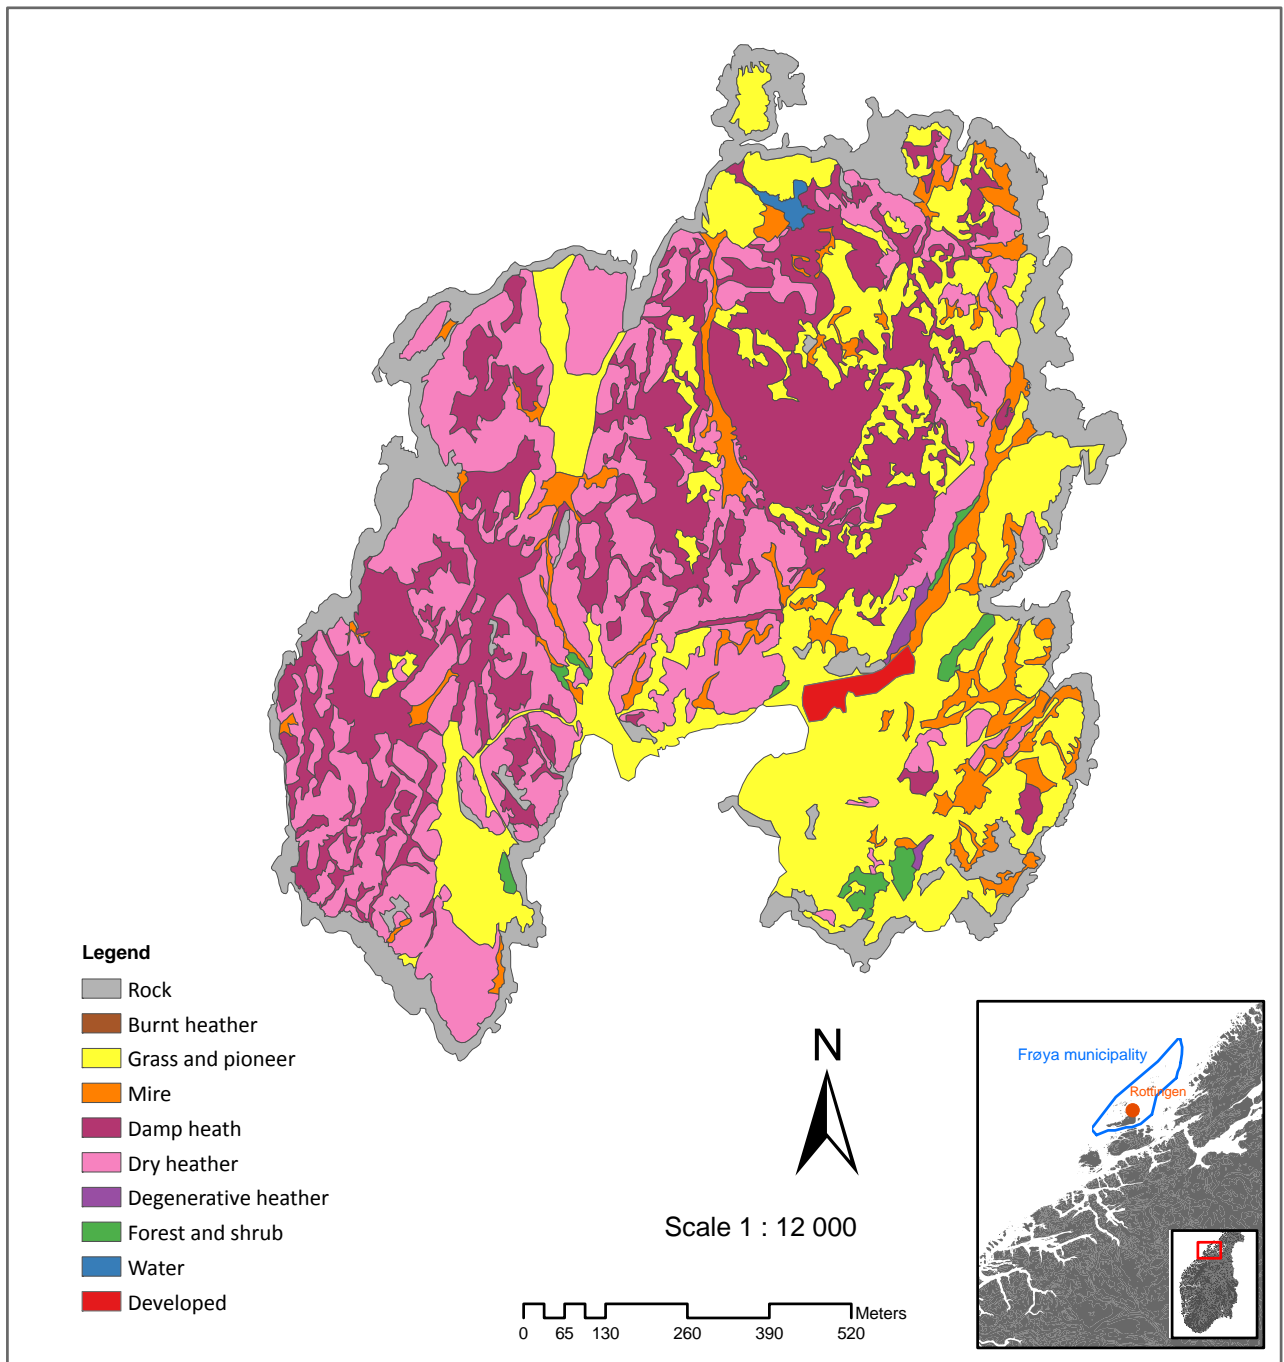 Legend
Rock
Burnt heather
Grass and pioneer
Mire
Damp heath
Dry heather
Degenerative heather
Forest and shrub
Water
Developed
N
Scale 1 : 12 000
Meters
0 65 130 260 390 520
Frøya municipality
Rottingen